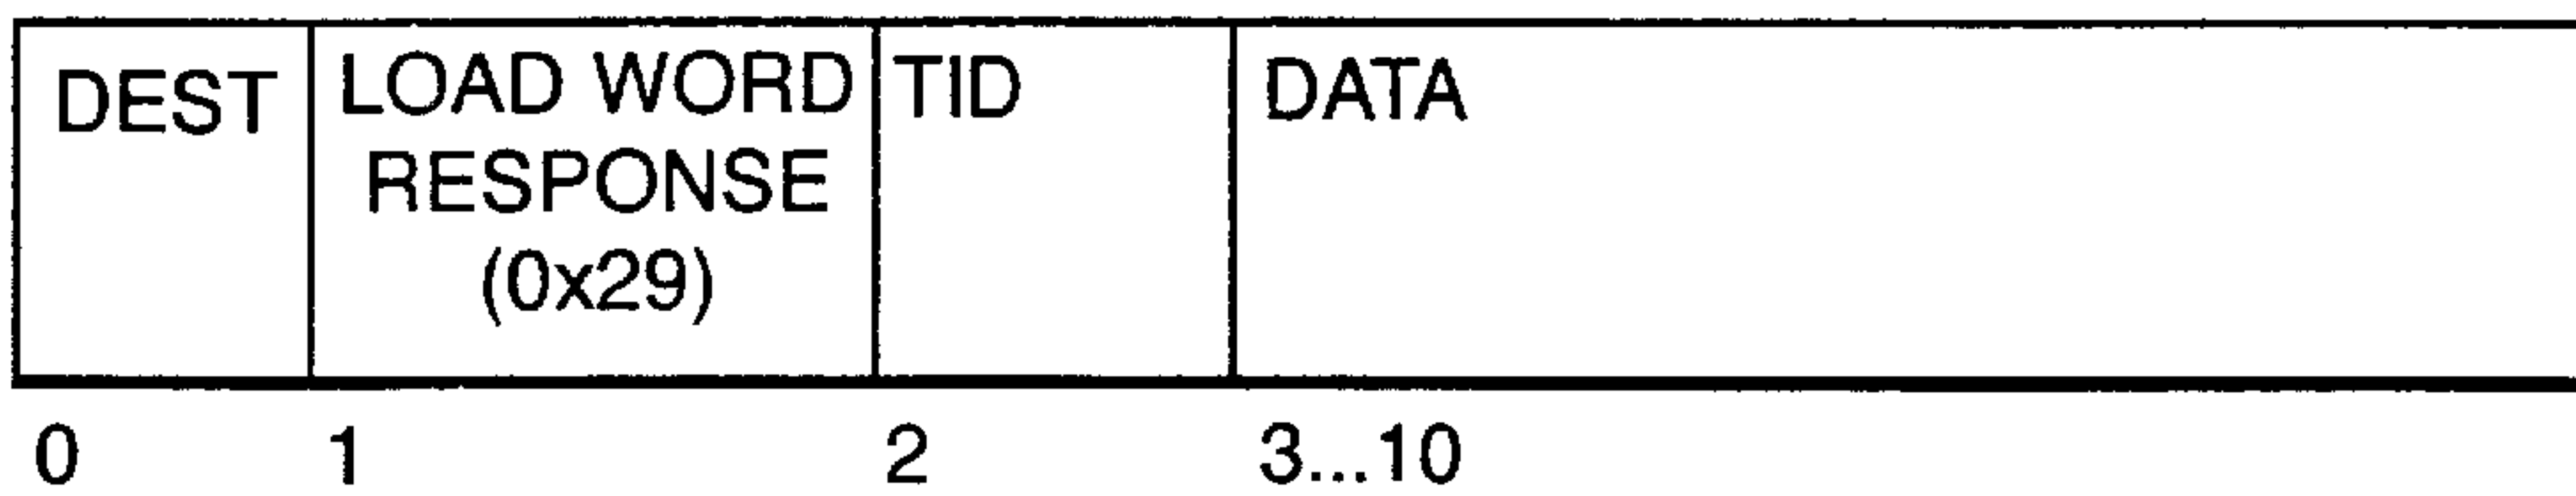 DEST
LOAD WORD
RESPONSE
(0x29)
TID
DATA
0
1
2
3...10